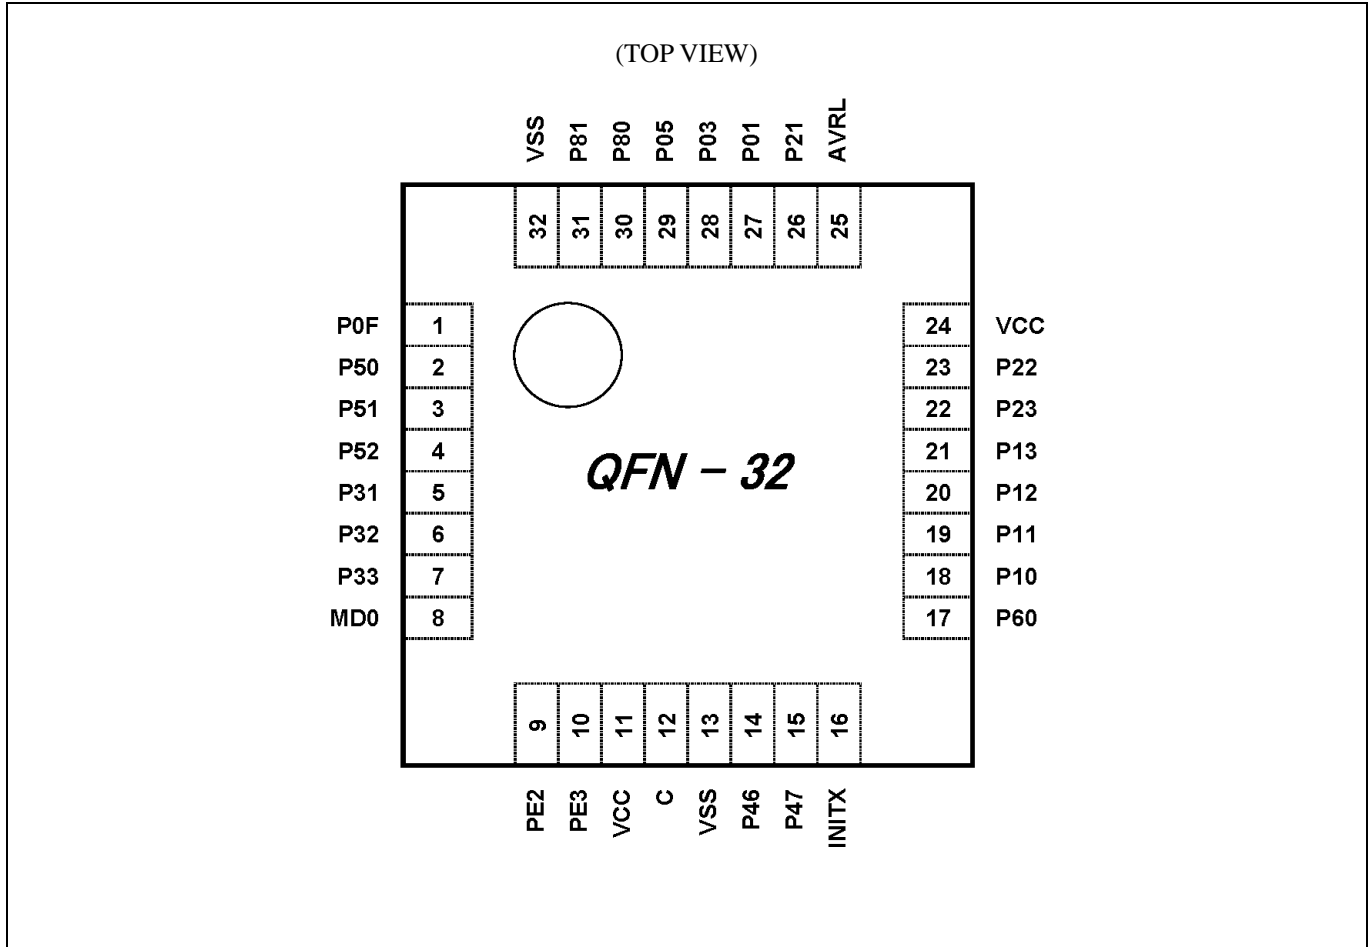 (TOP VIEW)
VSS P81 P80 P05 P03 P01 P21 AVRL
32 31 30 29 28 27 26 25
P0F 1 24 VCC
P50 2 23 P22
P51 3 22 P23
P52 4 21 P13
P31 5 20 P12
QFN - 32
P32 6 19 P11
P33 7 18 P10
MD0 8 17 P60
9 10 11 12 13 14 15 16
PE2 PE3 VCC C VSS P46 P47 INITX